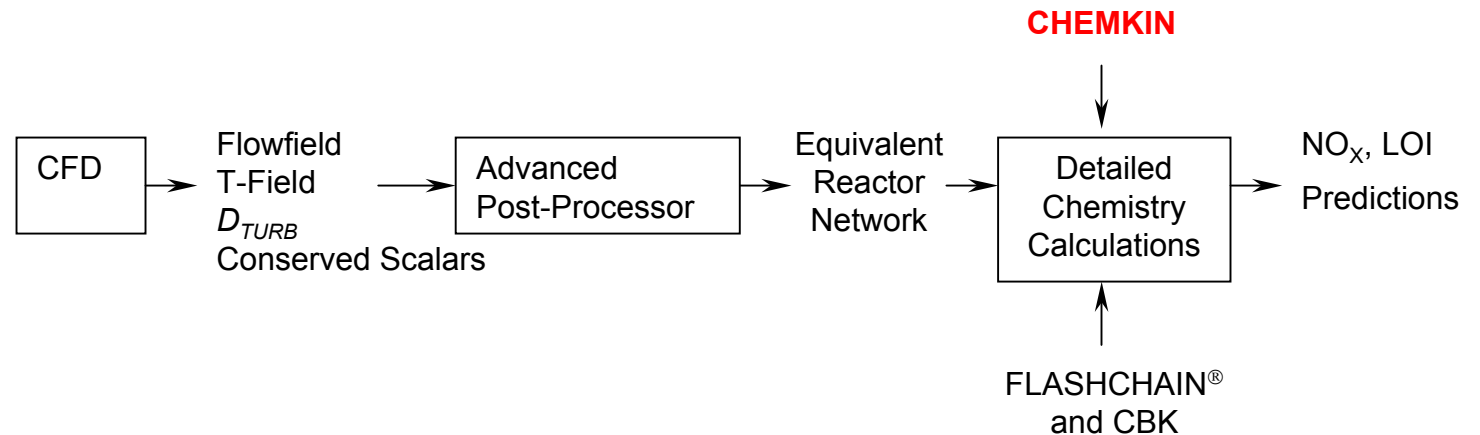 CHEMKIN
CFD
Flowfield
T-Field
D_TURB
Conserved Scalars
Advanced
Post-Processor
Equivalent
Reactor
Network
Detailed
Chemistry
Calculations
NO_X, LOI
Predictions
FLASHCHAIN®
and CBK